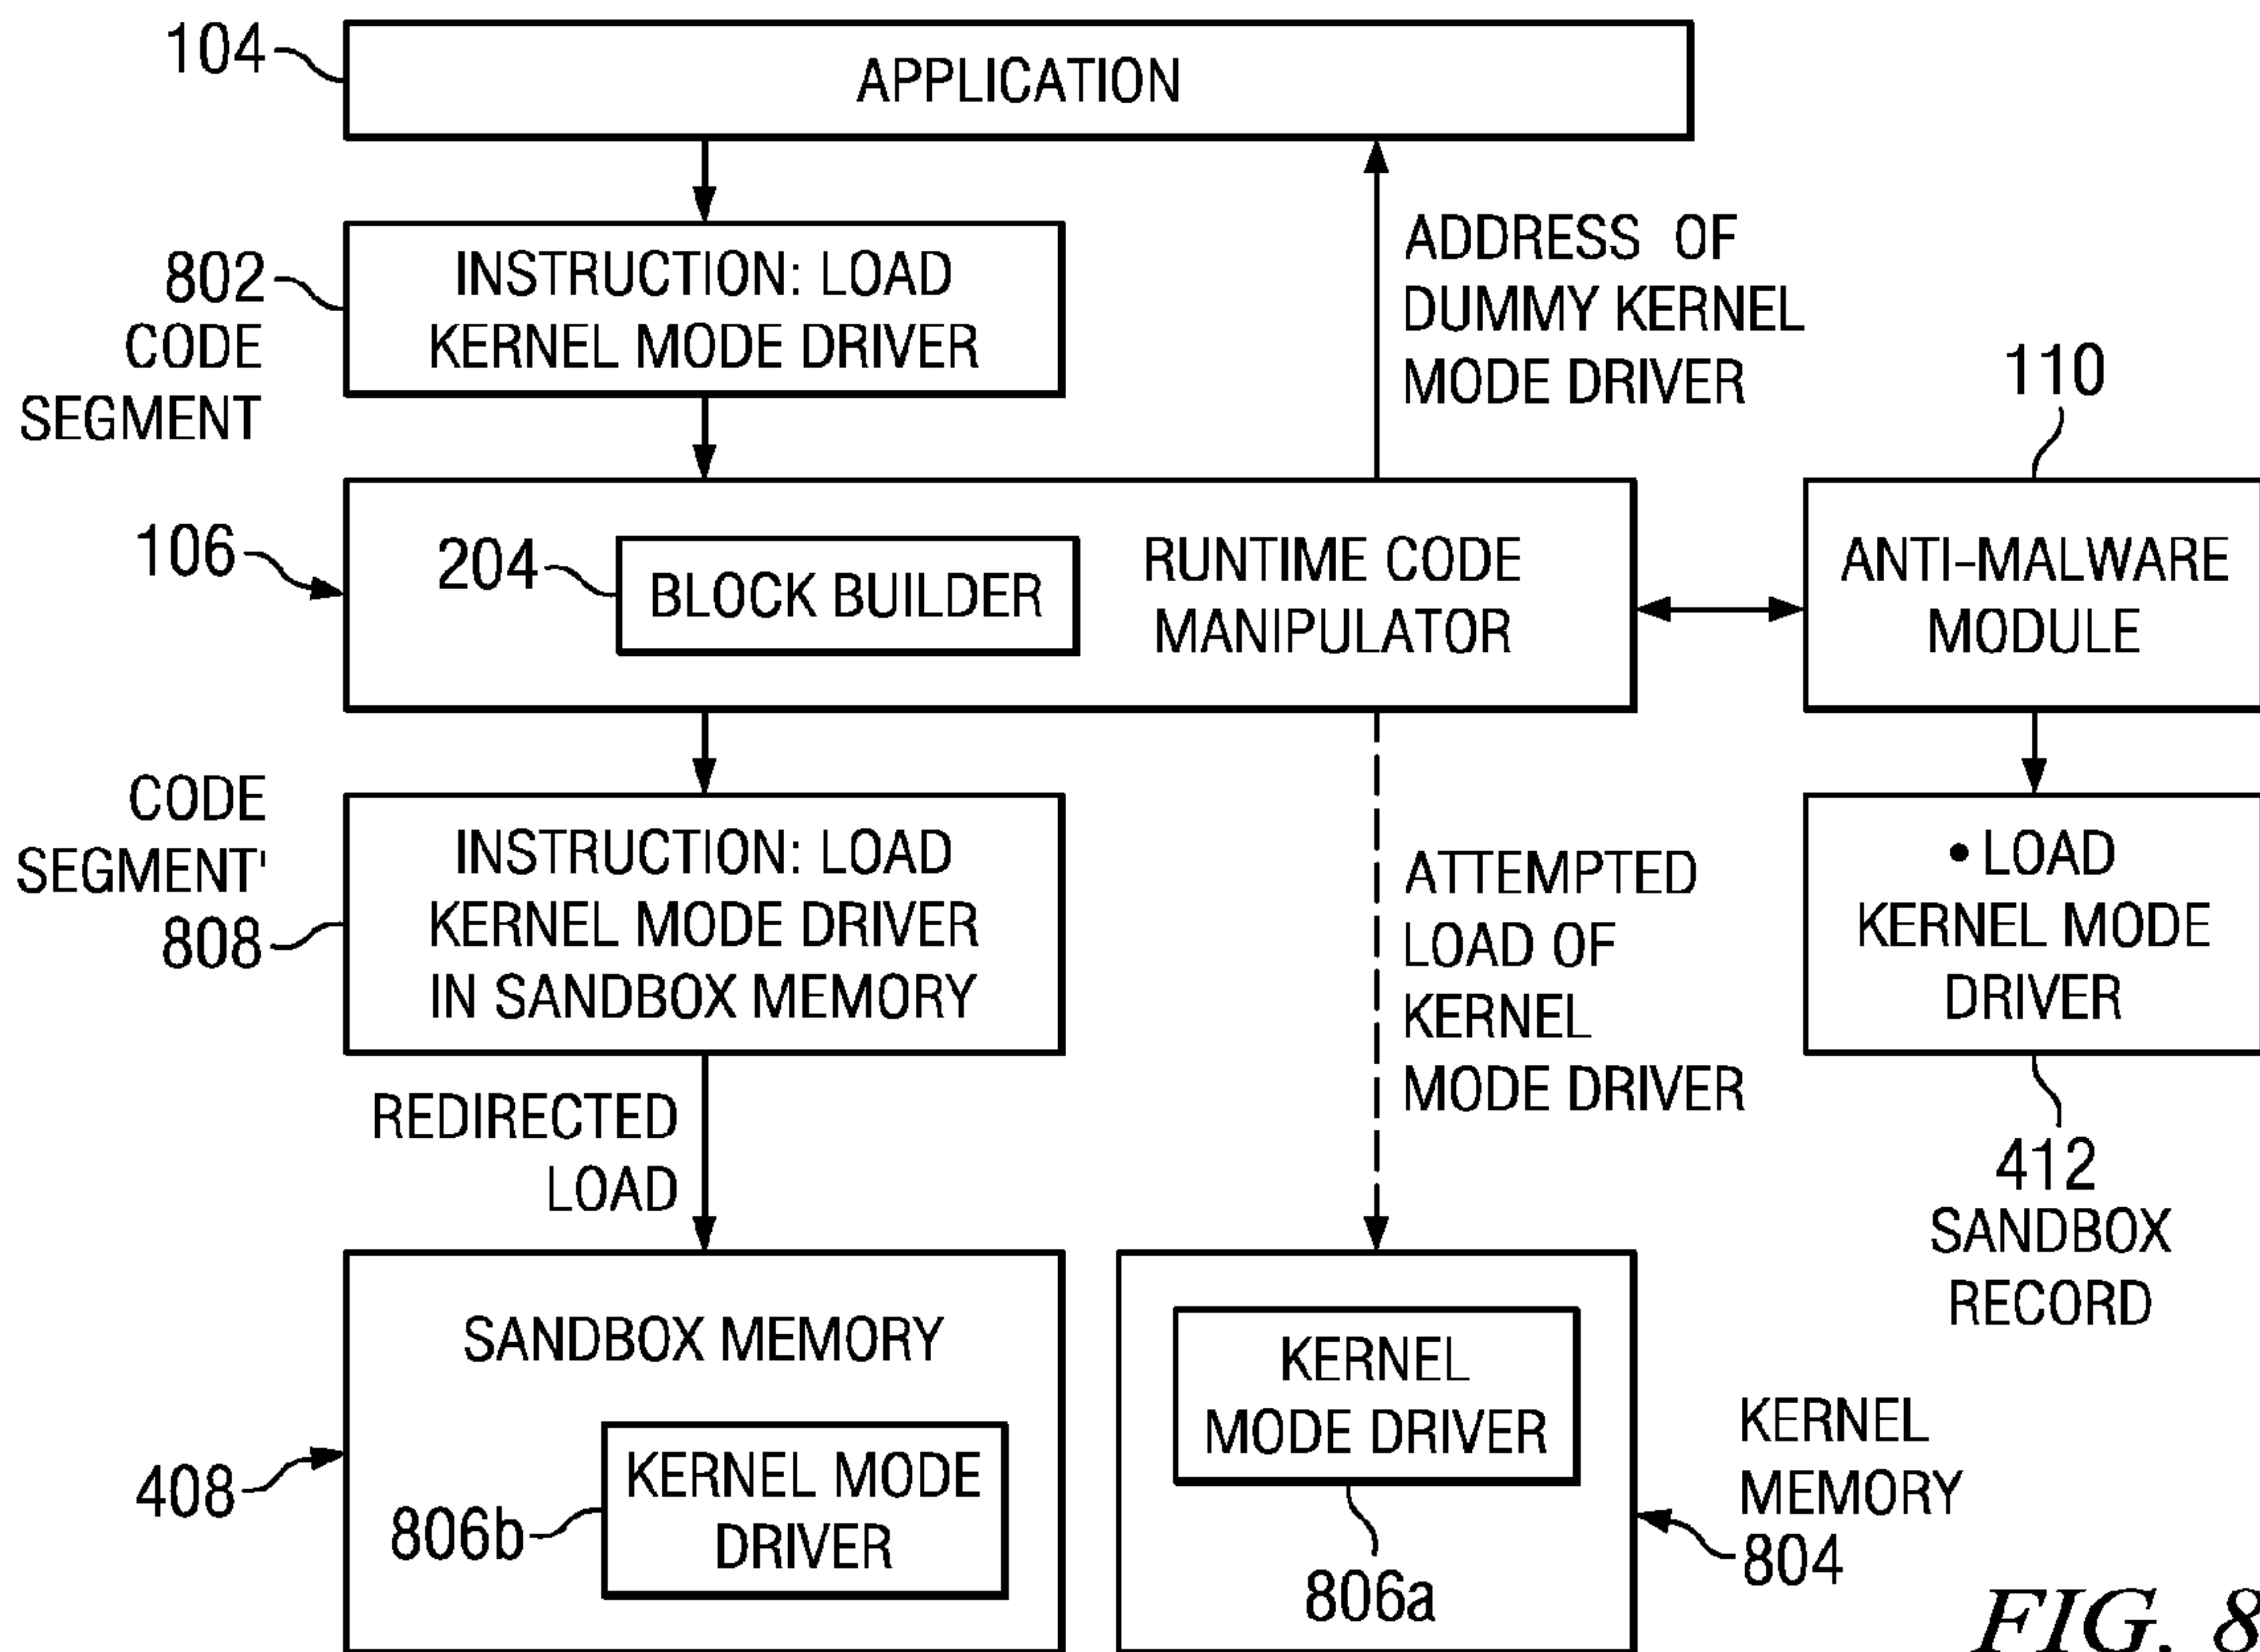 104
APPLICATION
802
CODE
SEGMENT
INSTRUCTION: LOAD
KERNEL MODE DRIVER
ADDRESS OF
DUMMY KERNEL
MODE DRIVER
110
106
204
BLOCK BUILDER
RUNTIME CODE
MANIPULATOR
ANTI-MALWARE
MODULE
CODE
SEGMENT'
808
INSTRUCTION: LOAD
KERNEL MODE DRIVER
IN SANDBOX MEMORY
ATTEMPTED
LOAD OF
KERNEL
MODE DRIVER
• LOAD
KERNEL MODE
DRIVER
412
SANDBOX
RECORD
REDIRECTED
LOAD
SANDBOX MEMORY
408
806b
KERNEL MODE
DRIVER
KERNEL
MODE DRIVER
806a
KERNEL
MEMORY
804
FIG. 8